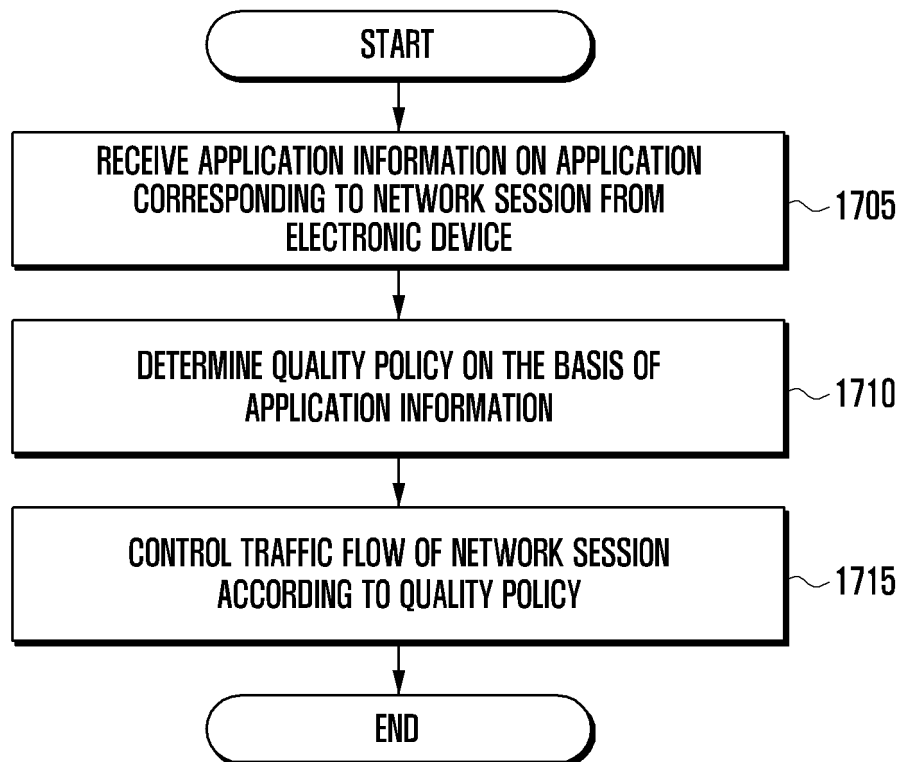 START
RECEIVE APPLICATION INFORMATION ON APPLICATION
CORRESPONDING TO NETWORK SESSION FROM
ELECTRONIC DEVICE
1705
DETERMINE QUALITY POLICY ON THE BASIS OF
APPLICATION INFORMATION
1710
CONTROL TRAFFIC FLOW OF NETWORK SESSION
ACCORDING TO QUALITY POLICY
1715
END